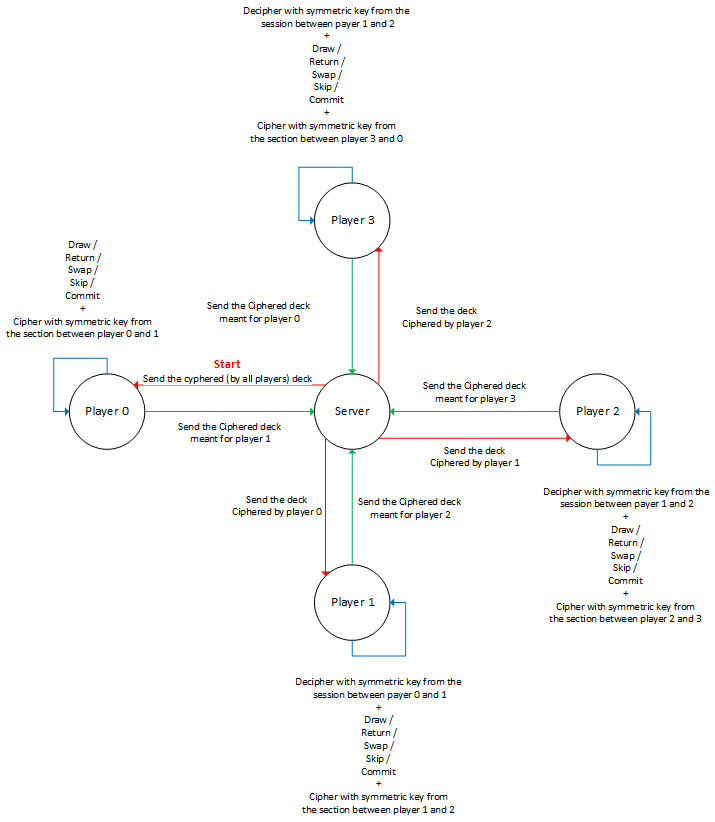 Decipher with symmetric key from the
session between payer 1 and 2
+
Draw /
Return /
Swap /
Skip /
Commit
+
Cipher with symmetric key from
the section between player 3 and 0
Player 3
Draw /
Return /
Swap /
Skip /
Commit
+
Cipher with symmetric key from
the section between player 0 and 1
Send the Ciphered deck
meant for player 0
Send the deck
Ciphered by player 2
Start
Send the cyphered (by all players) deck
Player 0
Server
Send the Ciphered deck
meant for player 3
Player 2
Send the Ciphered deck
meant for player 1
Send the deck
Ciphered by player 1
Send the deck
Ciphered by player 0
Send the Ciphered deck
meant for player 2
Decipher with symmetric key from the
session between payer 1 and 2
+
Draw /
Return /
Swap /
Skip /
Commit
+
Cipher with symmetric key from
the section between player 2 and 3
Player 1
Decipher with symmetric key from the
session between payer 0 and 1
+
Draw /
Return /
Swap /
Skip /
Commit
+
Cipher with symmetric key from
the section between player 1 and 2